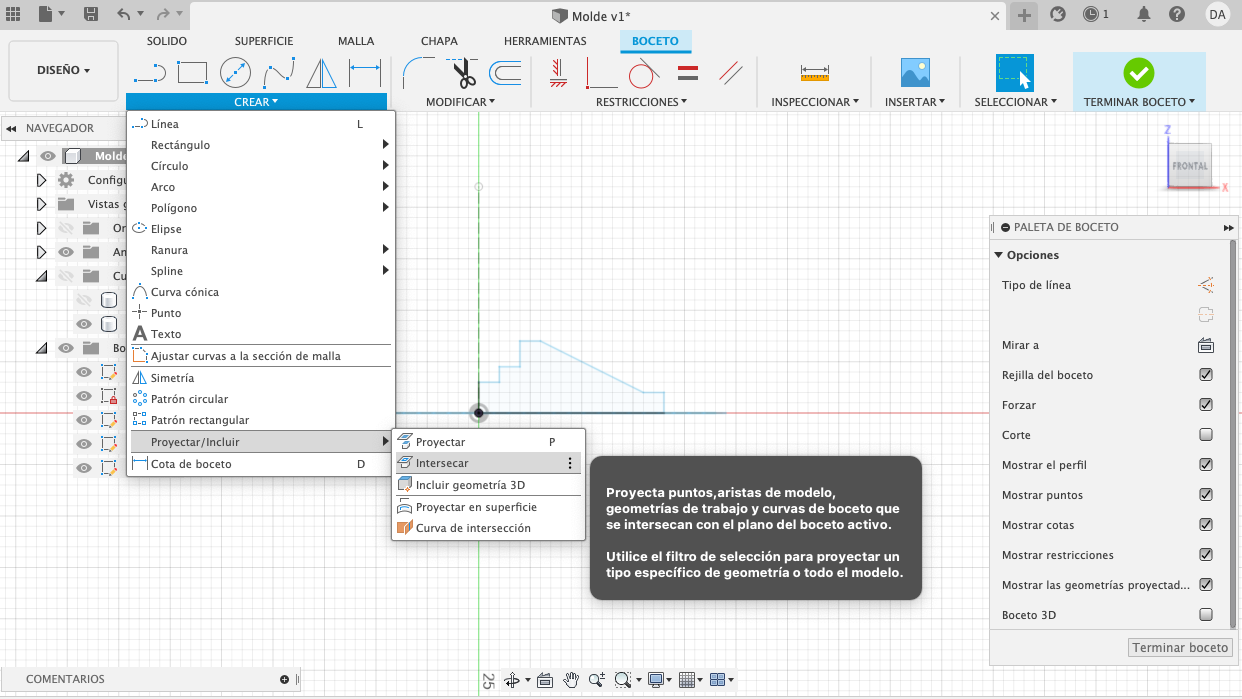 Molde v1*
1
DA
DISEÑO
SOLIDO
SUPERFICIE
MALLA
CHAPA
HERRAMIENTAS
BOCETO
CREAR
MODIFICAR
RESTRICCIONES
INSPECCIONAR
INSERTAR
SELECCIONAR
TERMINAR BOCETO
NAVEGADOR
Molde
Configu
Vistas g
An
Cu
Bo
Línea L
Rectángulo
Círculo
Arco
Polígono
Elipse
Ranura
Spline
Curva cónica
Punto
Texto
Ajustar curvas a la sección de malla
Simetría
Patrón circular
Patrón rectangular
Proyectar/Incluir
Cota de boceto D
Proyectar P
Intersecar
Incluir geometría 3D
Proyectar en superficie
Curva de intersección
Proyecta puntos,aristas de modelo,
geometrías de trabajo y curvas de boceto que
se intersecan con el plano del boceto activo.
Utilice el filtro de selección para proyectar un
tipo específico de geometría o todo el modelo.
Z
FRONTAL
X
PALETA DE BOCETO
Opciones
Tipo de línea
Mirar a
Rejilla del boceto
Forzar
Corte
Mostrar el perfil
Mostrar puntos
Mostrar cotas
Mostrar restricciones
Mostrar las geometrías proyectad...
Boceto 3D
Terminar boceto
COMENTARIOS
25